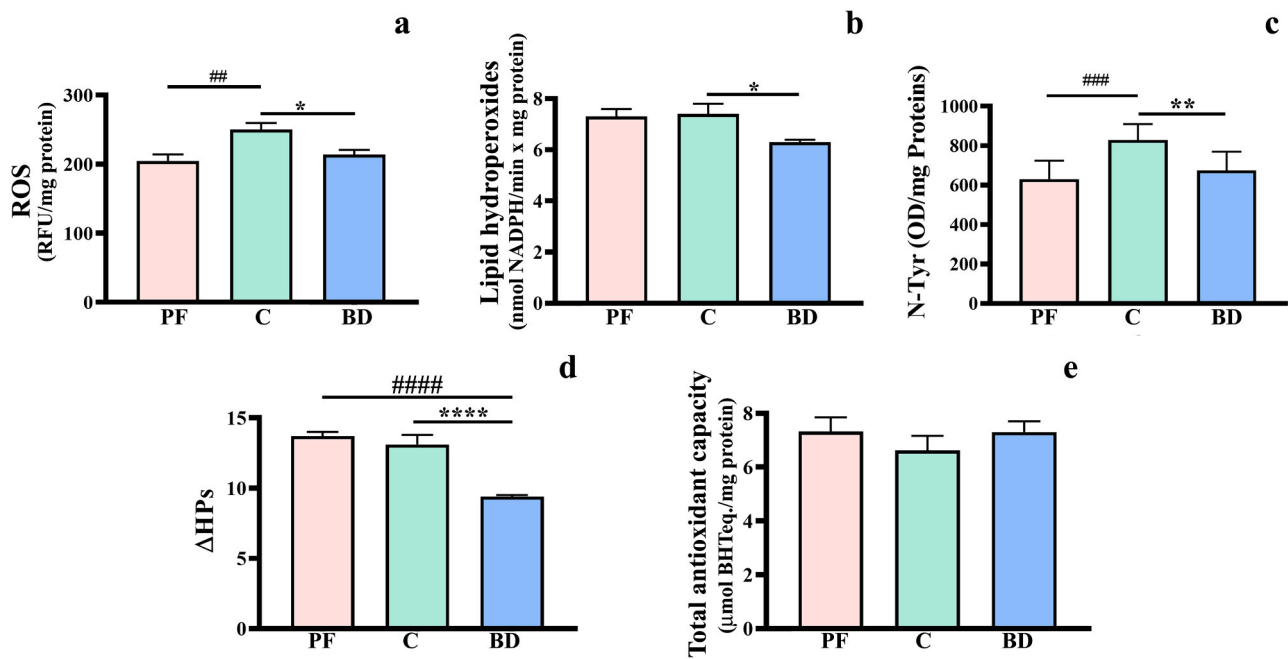 a
##
*
300
200
100
0
ROS
(RFU/mg protein)
PF C BD
b
*
8
6
4
2
0
Lipid hydroperoxides
(nmol NADPH/min x mg protein)
PF C BD
c
###
**
1000
800
600
400
200
0
N-Tyr (OD/mg Proteins)
PF C BD
d
####
****
15
10
5
0
ΔHPs
PF C BD
e
8
6
4
2
0
Total antioxidant capacity
(μmol BHTeq./mg protein)
PF C BD